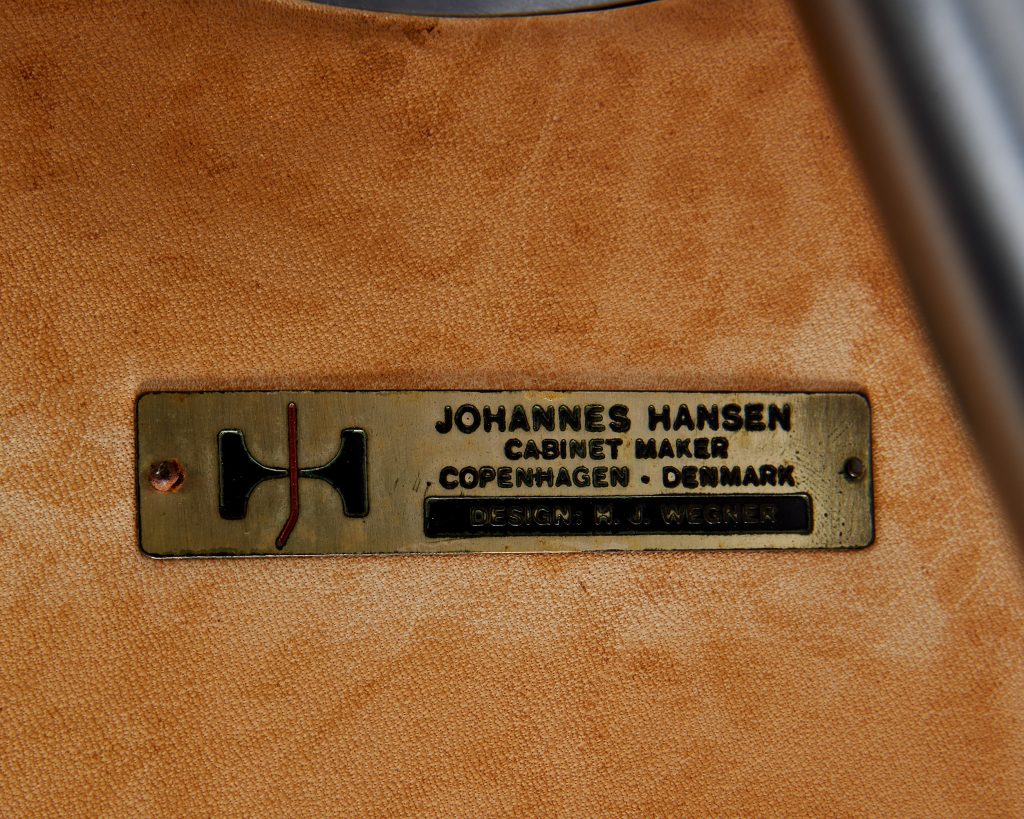 JOHANNES HANSEN
CABINET MAKER
COPENHAGEN · DENMARK
DESIGN: H. J. WEGNER